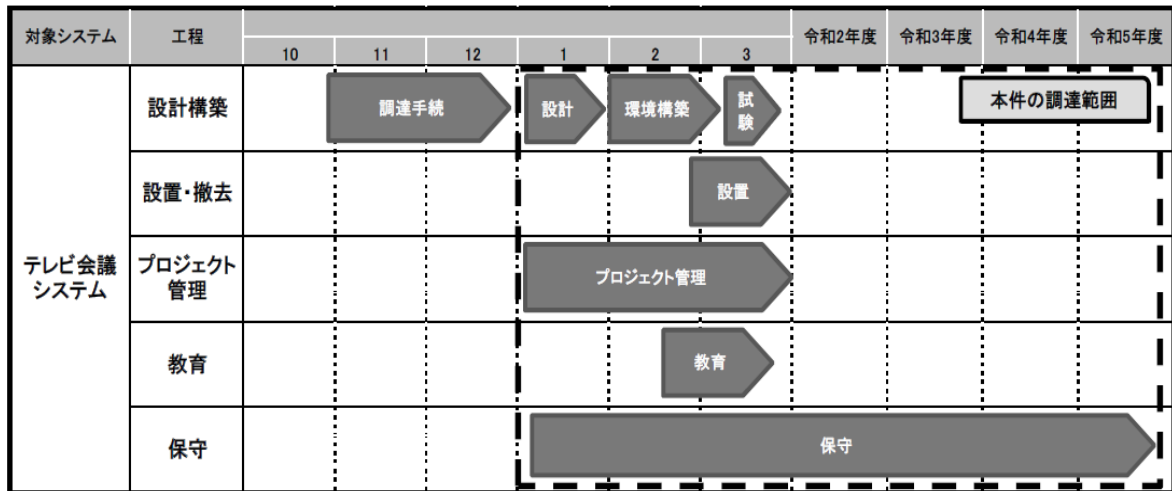 対象システム 工程 令和2年度 令和3年度 令和4年度 令和5年度
10 11 12 1 2 3
設計構築 調達手続 設計 環境構築 試験 本件の調達範囲
設置・撤去 設置
テレビ会議
システム
プロジェクト
管理
プロジェクト管理
教育 教育
保守 保守